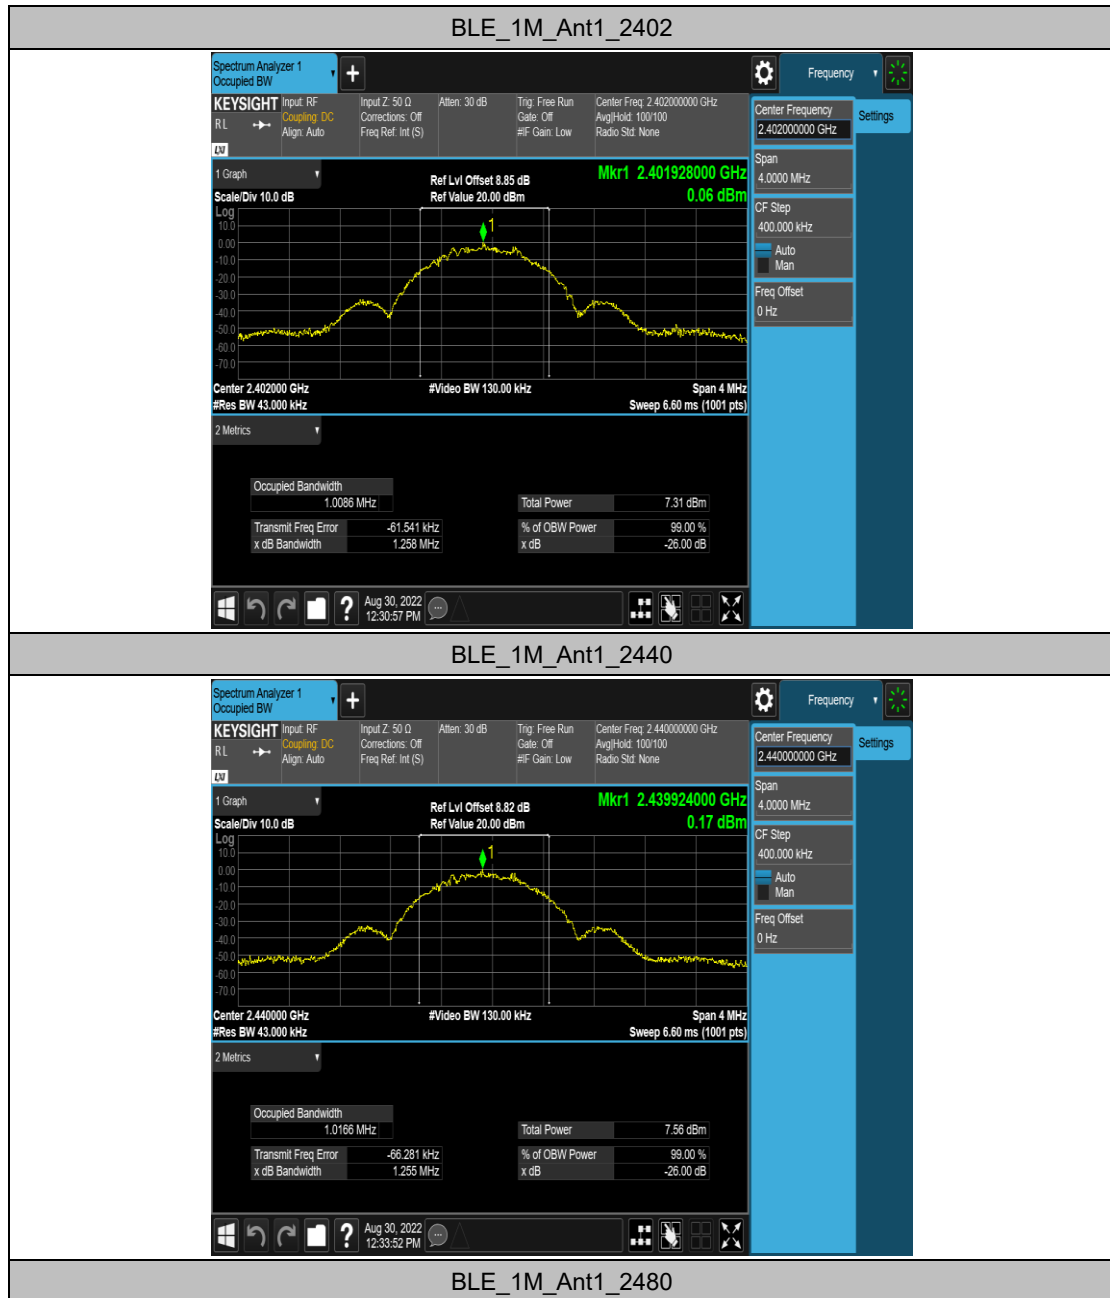 BLE_1M_Ant1_2402
Spectrum Analyzer 1
Occupied BW
Frequency
KEYSIGHT
RL
LXI
Input: RF
Coupling: DC
Align: Auto
Input Z: 50 Ω
Corrections: Off
Freq Ref: Int (S)
Atten: 30 dB
Trig: Free Run
Gate: Off
#IF Gain: Low
Center Freq: 2.402000000 GHz
Avg|Hold: 100/100
Radio Std: None
Center Frequency
2.402000000 GHz
Settings
Span
4.0000 MHz
CF Step
400.000 kHz
Auto
Man
Freq Offset
0 Hz
1 Graph
Scale/Div 10.0 dB
Ref Lvl Offset 8.85 dB
Ref Value 20.00 dBm
Mkr1 2.401928000 GHz
0.06 dBm
Log
10.0
0.00
-10.0
-20.0
-30.0
-40.0
-50.0
-60.0
-70.0
1
Center 2.402000 GHz
#Res BW 43.000 kHz
#Video BW 130.00 kHz
Span 4 MHz
Sweep 6.60 ms (1001 pts)
2 Metrics
Occupied Bandwidth
1.0086 MHz
Total Power 7.31 dBm
Transmit Freq Error -61.541 kHz
% of OBW Power 99.00 %
x dB Bandwidth 1.258 MHz
x dB -26.00 dB
Aug 30, 2022
12:30:57 PM
BLE_1M_Ant1_2440
Spectrum Analyzer 1
Occupied BW
Frequency
KEYSIGHT
RL
LXI
Input: RF
Coupling: DC
Align: Auto
Input Z: 50 Ω
Corrections: Off
Freq Ref: Int (S)
Atten: 30 dB
Trig: Free Run
Gate: Off
#IF Gain: Low
Center Freq: 2.440000000 GHz
Avg|Hold: 100/100
Radio Std: None
Center Frequency
2.440000000 GHz
Settings
Span
4.0000 MHz
CF Step
400.000 kHz
Auto
Man
Freq Offset
0 Hz
1 Graph
Scale/Div 10.0 dB
Ref Lvl Offset 8.82 dB
Ref Value 20.00 dBm
Mkr1 2.439924000 GHz
0.17 dBm
Log
10.0
0.00
-10.0
-20.0
-30.0
-40.0
-50.0
-60.0
-70.0
1
Center 2.440000 GHz
#Res BW 43.000 kHz
#Video BW 130.00 kHz
Span 4 MHz
Sweep 6.60 ms (1001 pts)
2 Metrics
Occupied Bandwidth
1.0166 MHz
Total Power 7.56 dBm
Transmit Freq Error -66.281 kHz
% of OBW Power 99.00 %
x dB Bandwidth 1.255 MHz
x dB -26.00 dB
Aug 30, 2022
12:33:52 PM
BLE_1M_Ant1_2480